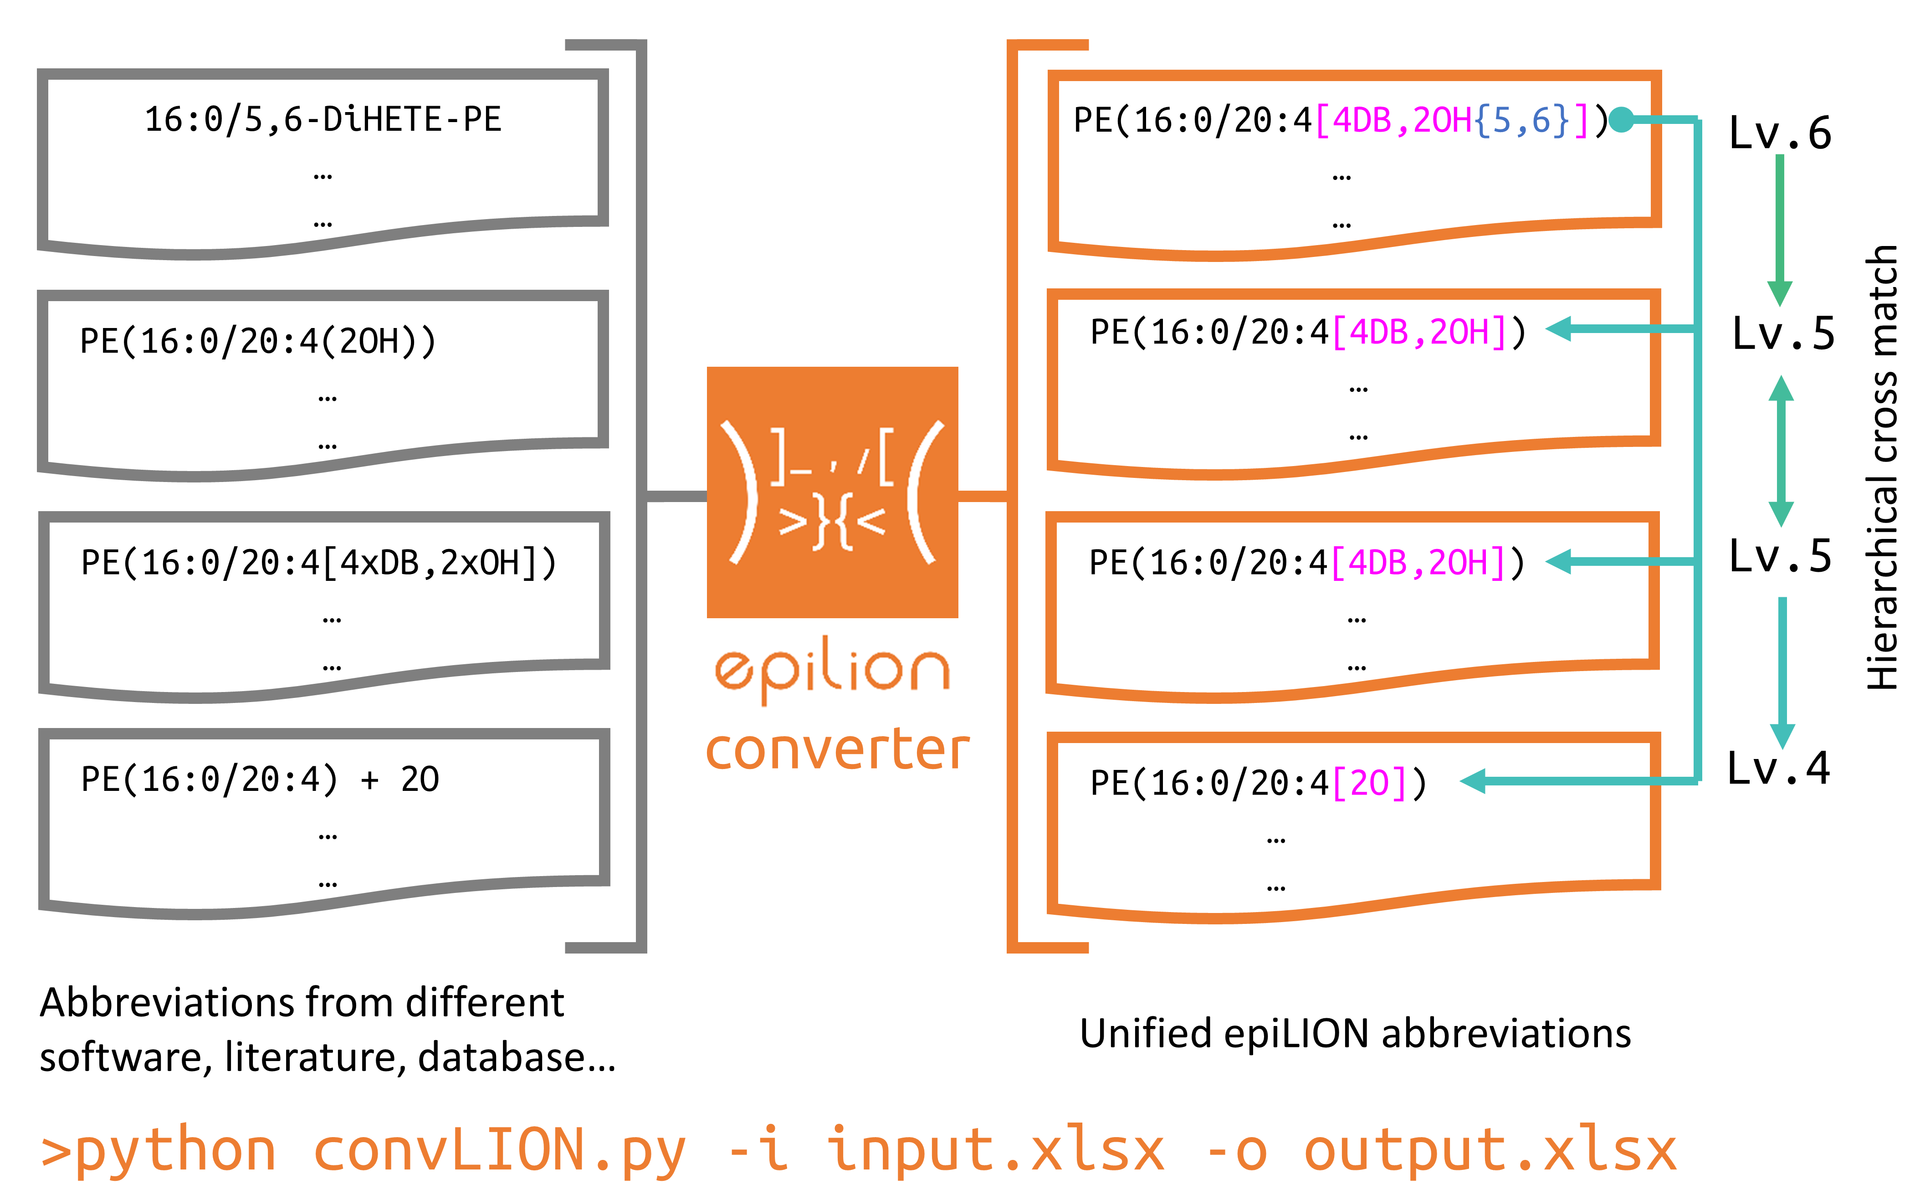 16:0/5,6-DiHETE-PE
…
…
PE(16:0/20:4(2OH))
…
…
PE(16:0/20:4[4xDB,2xOH])
…
…
PE(16:0/20:4) + 2O
…
…
Abbreviations from different
software, literature, database…
)]_,/[(
>}{<
epilion
converter
PE(16:0/20:4[4DB,2OH{5,6}])
…
…
PE(16:0/20:4[4DB,2OH])
…
…
PE(16:0/20:4[4DB,2OH])
…
…
PE(16:0/20:4[2O])
…
…
Unified epiLION abbreviations
Lv.6
Lv.5
Lv.5
Lv.4
Hierarchical cross match
>python convLION.py -i input.xlsx -o output.xlsx